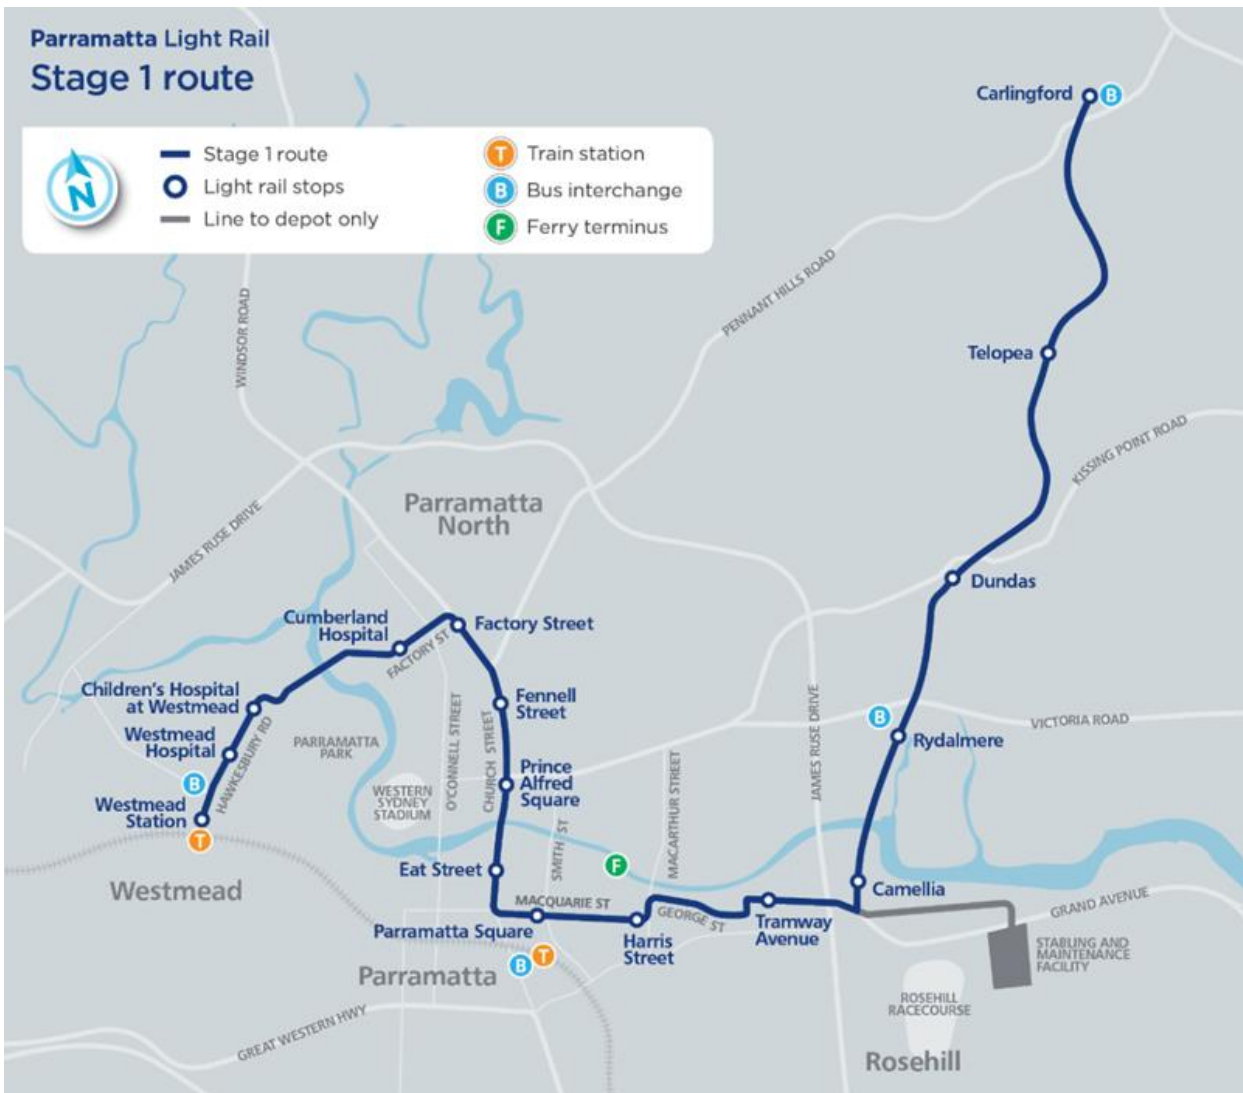 Parramatta Light Rail
Stage 1 route
N
Stage 1 route
Light rail stops
Line to depot only
T Train station
B Bus interchange
F Ferry terminus
Carlingford
B
WINDSOR ROAD
PENNANT HILLS ROAD
Telopea
KISSING POINT ROAD
Parramatta
North
JAMES RUSE DRIVE
Dundas
Cumberland
Hospital
FACTORY ST
Factory Street
Children's Hospital
at Westmead
Fennell
Street
O'CONNELL STREET
CHURCH STREET
JAMES RUSE DRIVE
B
VICTORIA ROAD
Rydalmere
Westmead
Hospital
HAWKESBURY RD
PARRAMATTA
PARK
B
Prince
Alfred
Square
MACARTHUR STREET
WESTERN
SYDNEY
STADIUM
Westmead
Station
T
SMITH ST
F
Eat Street
Westmead
Camellia
MACQUARIE ST
GEORGE ST
GRAND AVENUE
Parramatta Square
Harris
Street
Tramway
Avenue
STABLING AND
MAINTENANCE
FACILITY
B
T
Parramatta
ROSEHILL
RACECOURSE
GREAT WESTERN HWY
Rosehill